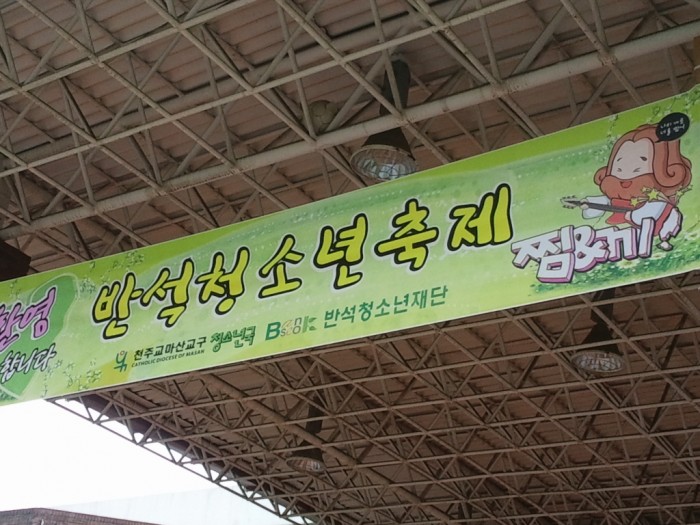 환영
합니다
반석청소년축제
찜&끼!
천주교마산교구 청소년국 반석청소년재단
CATHOLIC DIOCESE OF MASAN